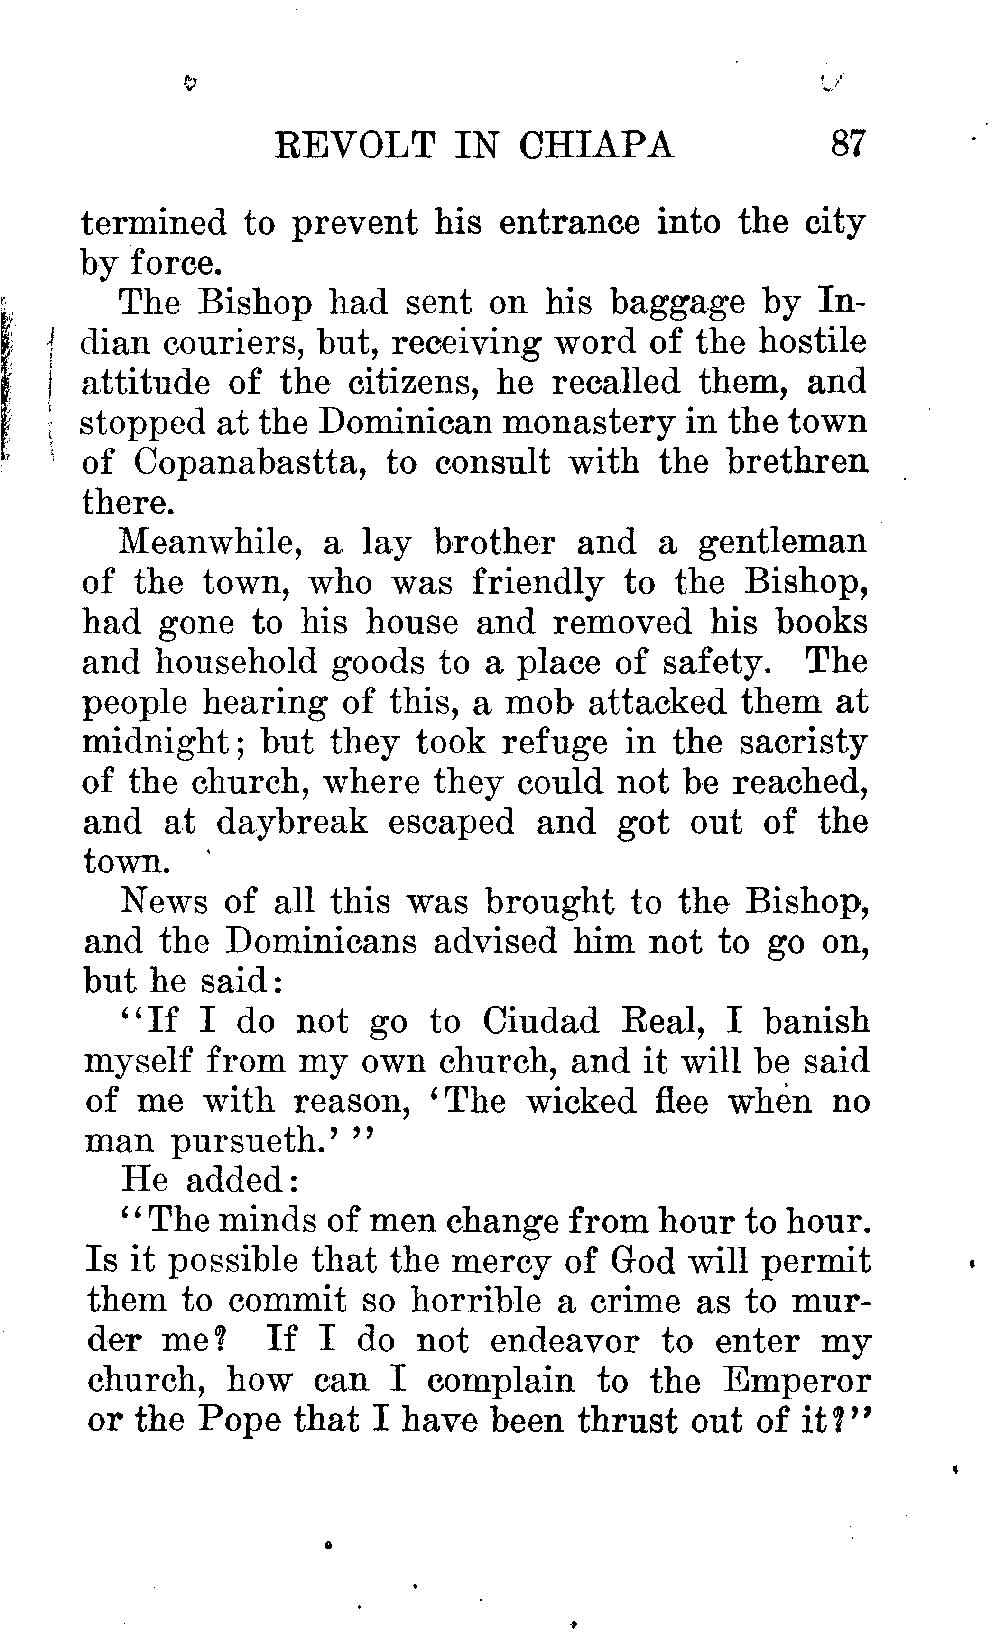 REVOLT IN CHIAPA 87
termined to prevent his entrance into the city
by force.
The Bishop had sent on his baggage by In-
dian couriers, but, receiving word of the hostile
attitude of the citizens, he recalled them, and
stopped at the Dominican monastery in the town
of Copanabastta, to consult with the brethren
there.
Meanwhile, a lay brother and a gentleman
of the town, who was friendly to the Bishop,
had gone to his house and removed his books
and household goods to a place of safety. The
people hearing of this, a mob attacked them at
midnight; but they took refuge in the sacristy
of the church, where they could not be reached,
and at daybreak escaped and got out of the
town.
News of all this was brought to the Bishop,
and the Dominicans advised him not to go on,
but he said:
"If I do not go to Ciudad Real, I banish
myself from my own church, and it will be said
of me with reason, 'The wicked flee when no
man pursueth.' "
He added:
"The minds of men change from hour to hour.
Is it possible that the mercy of God will permit
them to commit so horrible a crime as to mur-
der me? If I do not endeavor to enter my
church, how can I complain to the Emperor
or the Pope that I have been thrust out of it?"